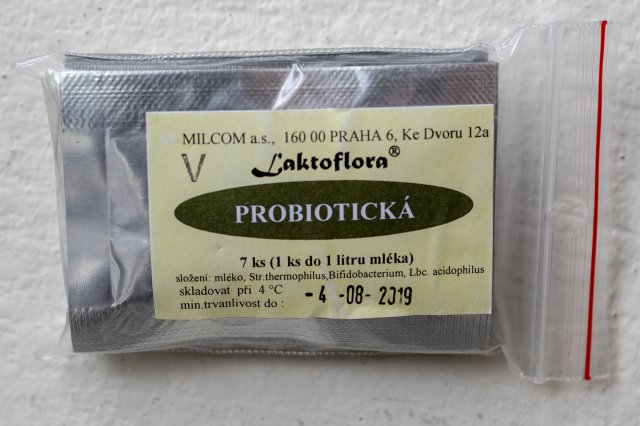 MILCOM a.s., 160 00 PRAHA 6, Ke Dvoru 12a
V Laktoflora®
PROBIOTICKÁ
7 ks (1 ks do 1 litru mléka)
složení: mléko, Str.thermophilus,Bifidobacterium, Lbc. acidophilus
skladovat při 4 °C
min.trvanlivost do : - 4 -08- 2019